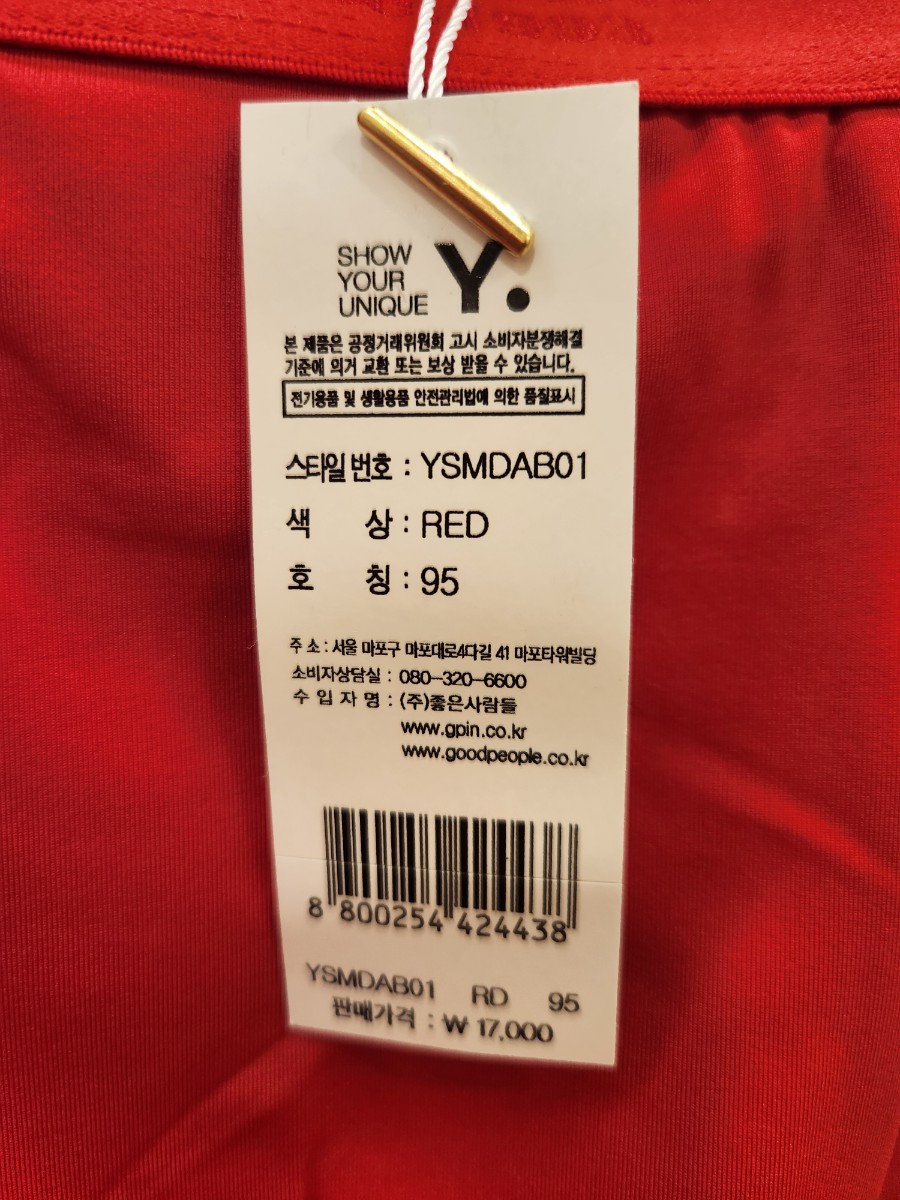 SHOW
YOUR
UNIQUE
Y.
본 제품은 공정거래위원회 고시 소비자분쟁해결
기준에 의거 교환 또는 보상 받을 수 있습니다.
전기용품 및 생활용품 안전관리법에 의한 품질표시
스타일 번호 : YSMDAB01
색 상 : RED
호 칭 : 95
주 소 : 서울 마포구 마포대로4다길 41 마포타워빌딩
소비자상담실 : 080-320-6600
수 입 자 명 : (주)좋은사람들
www.gpin.co.kr
www.goodpeople.co.kr
8 800254 424438
YSMDAB01 RD 95
판매가격 : ₩ 17,000